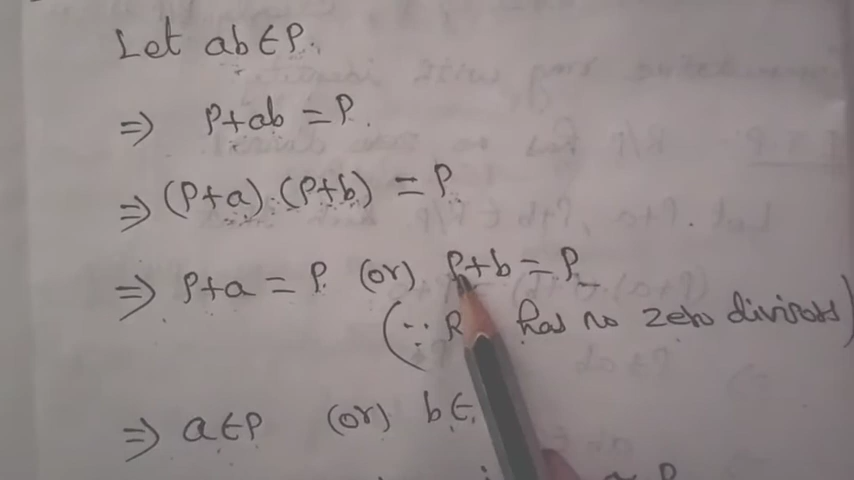 Let ab ∈ P.
⇒ P+ab = P.
⇒ (P+a).(P+b) = P.
⇒ P+a = P (or) P+b = P
(∵ R has no zero divisors)
⇒ a ∈ P (or) b ∈